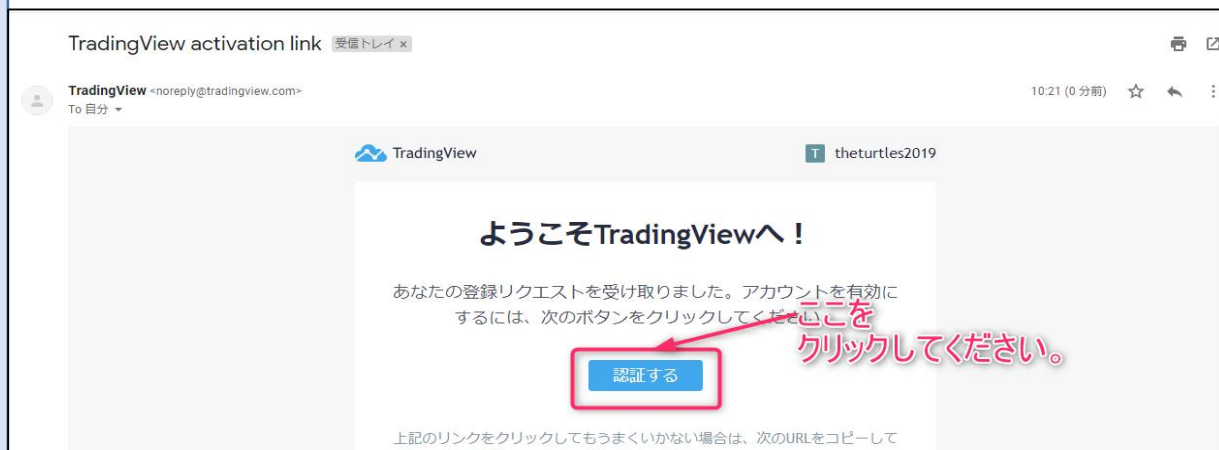 TradingView activation link 受信トレイ ×
TradingView <noreply@tradingview.com> 10:21 (0 分前)
To 自分
TradingView T theturtles2019
ようこそTradingViewへ！
あなたの登録リクエストを受け取りました。アカウントを有効に
するには、次のボタンをクリックしてください。
ここを
クリックしてください。
認証する
上記のリンクをクリックしてもうまくいかない場合は、次のURLをコピーして